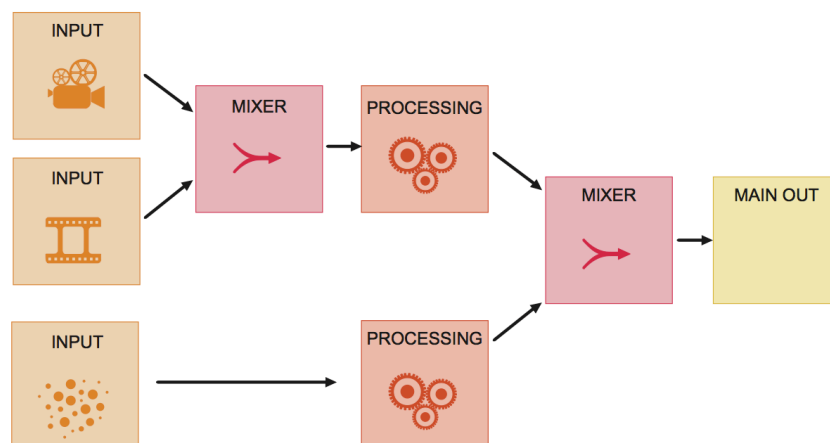 INPUT
MIXER
PROCESSING
INPUT
MIXER
MAIN OUT
INPUT
PROCESSING